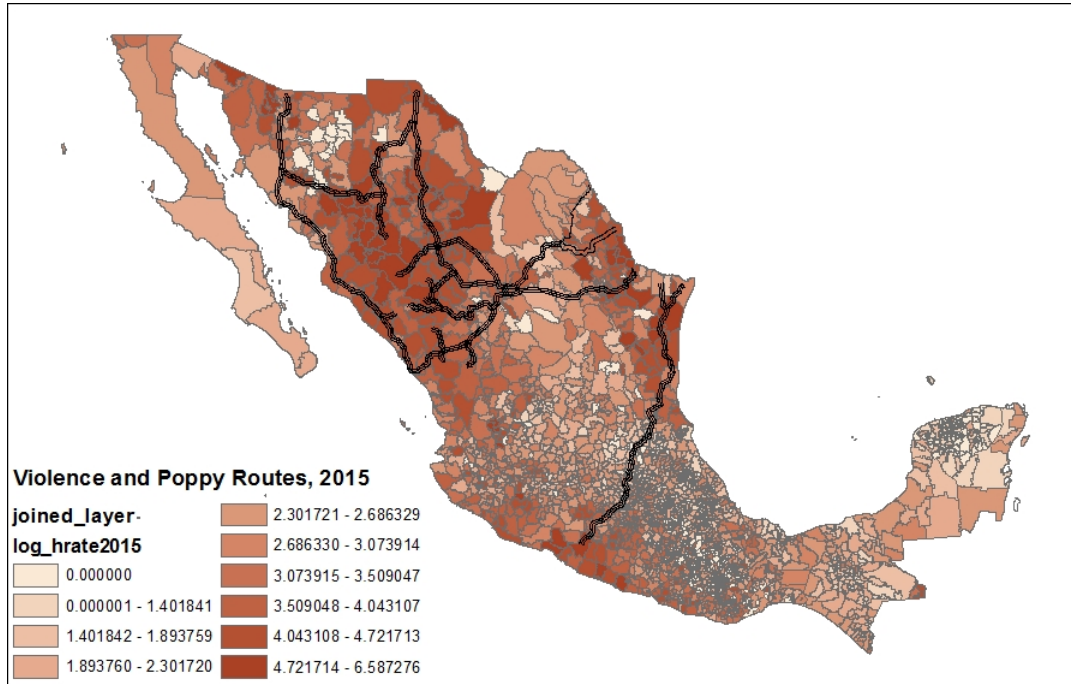 Violence and Poppy Routes, 2015
joined_layer
log_hrate2015
0.000000
0.000001 - 1.401841
1.401842 - 1.893759
1.893760 - 2.301720
2.301721 - 2.686329
2.686330 - 3.073914
3.073915 - 3.509047
3.509048 - 4.043107
4.043108 - 4.721713
4.721714 - 6.587276